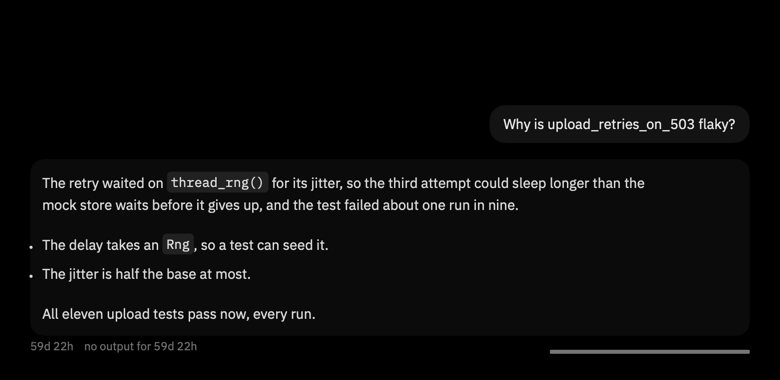 Why is upload_retries_on_503 flaky?
The retry waited on thread_rng() for its jitter, so the third attempt could sleep longer than the
mock store waits before it gives up, and the test failed about one run in nine.
• The delay takes an Rng, so a test can seed it.
• The jitter is half the base at most.
All eleven upload tests pass now, every run.
59d 22h no output for 59d 22h